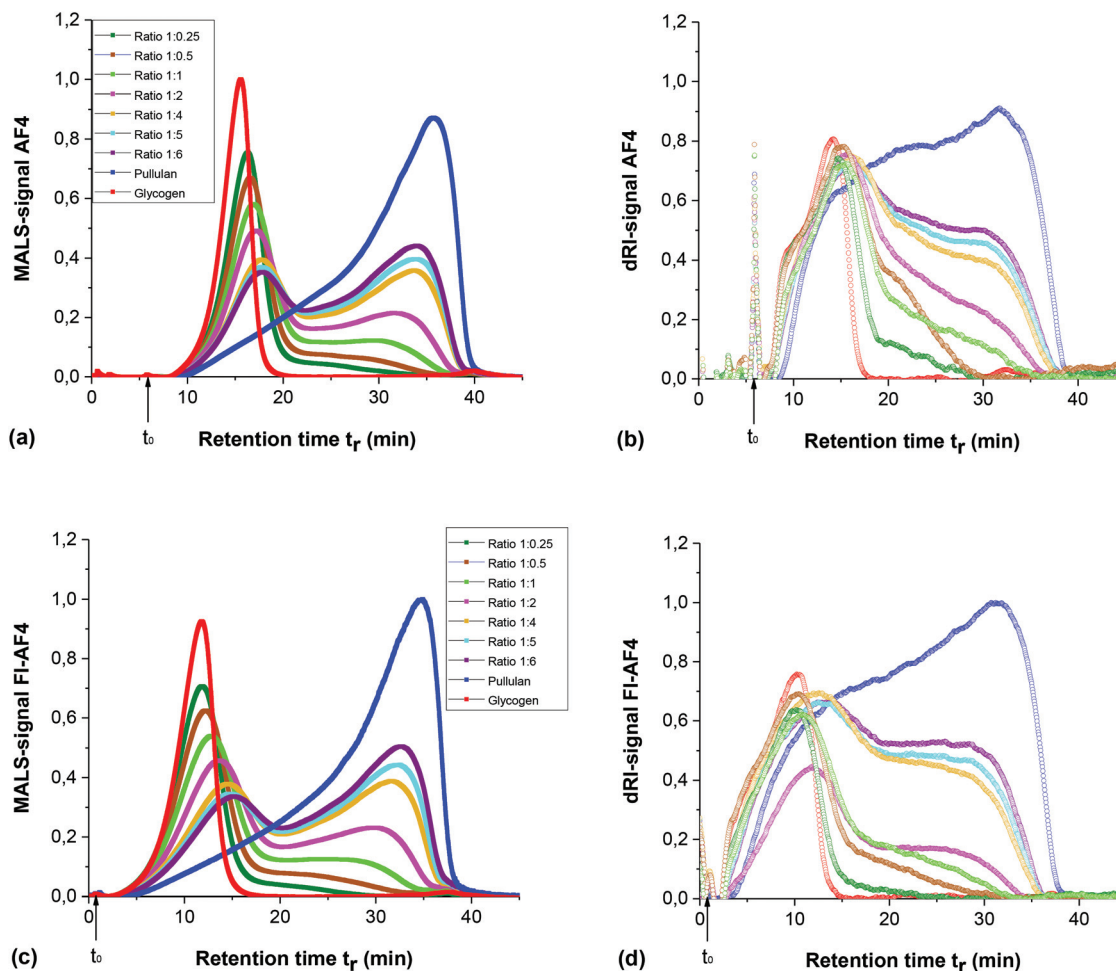 1,2
1,0
0,8
0,6
0,4
0,2
0,0
MALS-signal AF4
Ratio 1:0.25
Ratio 1:0.5
Ratio 1:1
Ratio 1:2
Ratio 1:4
Ratio 1:5
Ratio 1:6
Pullulan
Glycogen
0 10 20 30 40
t₀
Retention time tr (min)
(a)
1,2
1,0
0,8
0,6
0,4
0,2
0,0
dRI-signal AF4
0 10 20 30 40
t₀
Retention time tr (min)
(b)
1,2
1,0
0,8
0,6
0,4
0,2
0,0
MALS-signal FI-AF4
Ratio 1:0.25
Ratio 1:0.5
Ratio 1:1
Ratio 1:2
Ratio 1:4
Ratio 1:5
Ratio 1:6
Pullulan
Glycogen
0 10 20 30 40
t₀
Retention time tr (min)
(c)
1,2
1,0
0,8
0,6
0,4
0,2
0,0
dRI-signal FI-AF4
0 10 20 30 40
t₀
Retention time tr (min)
(d)